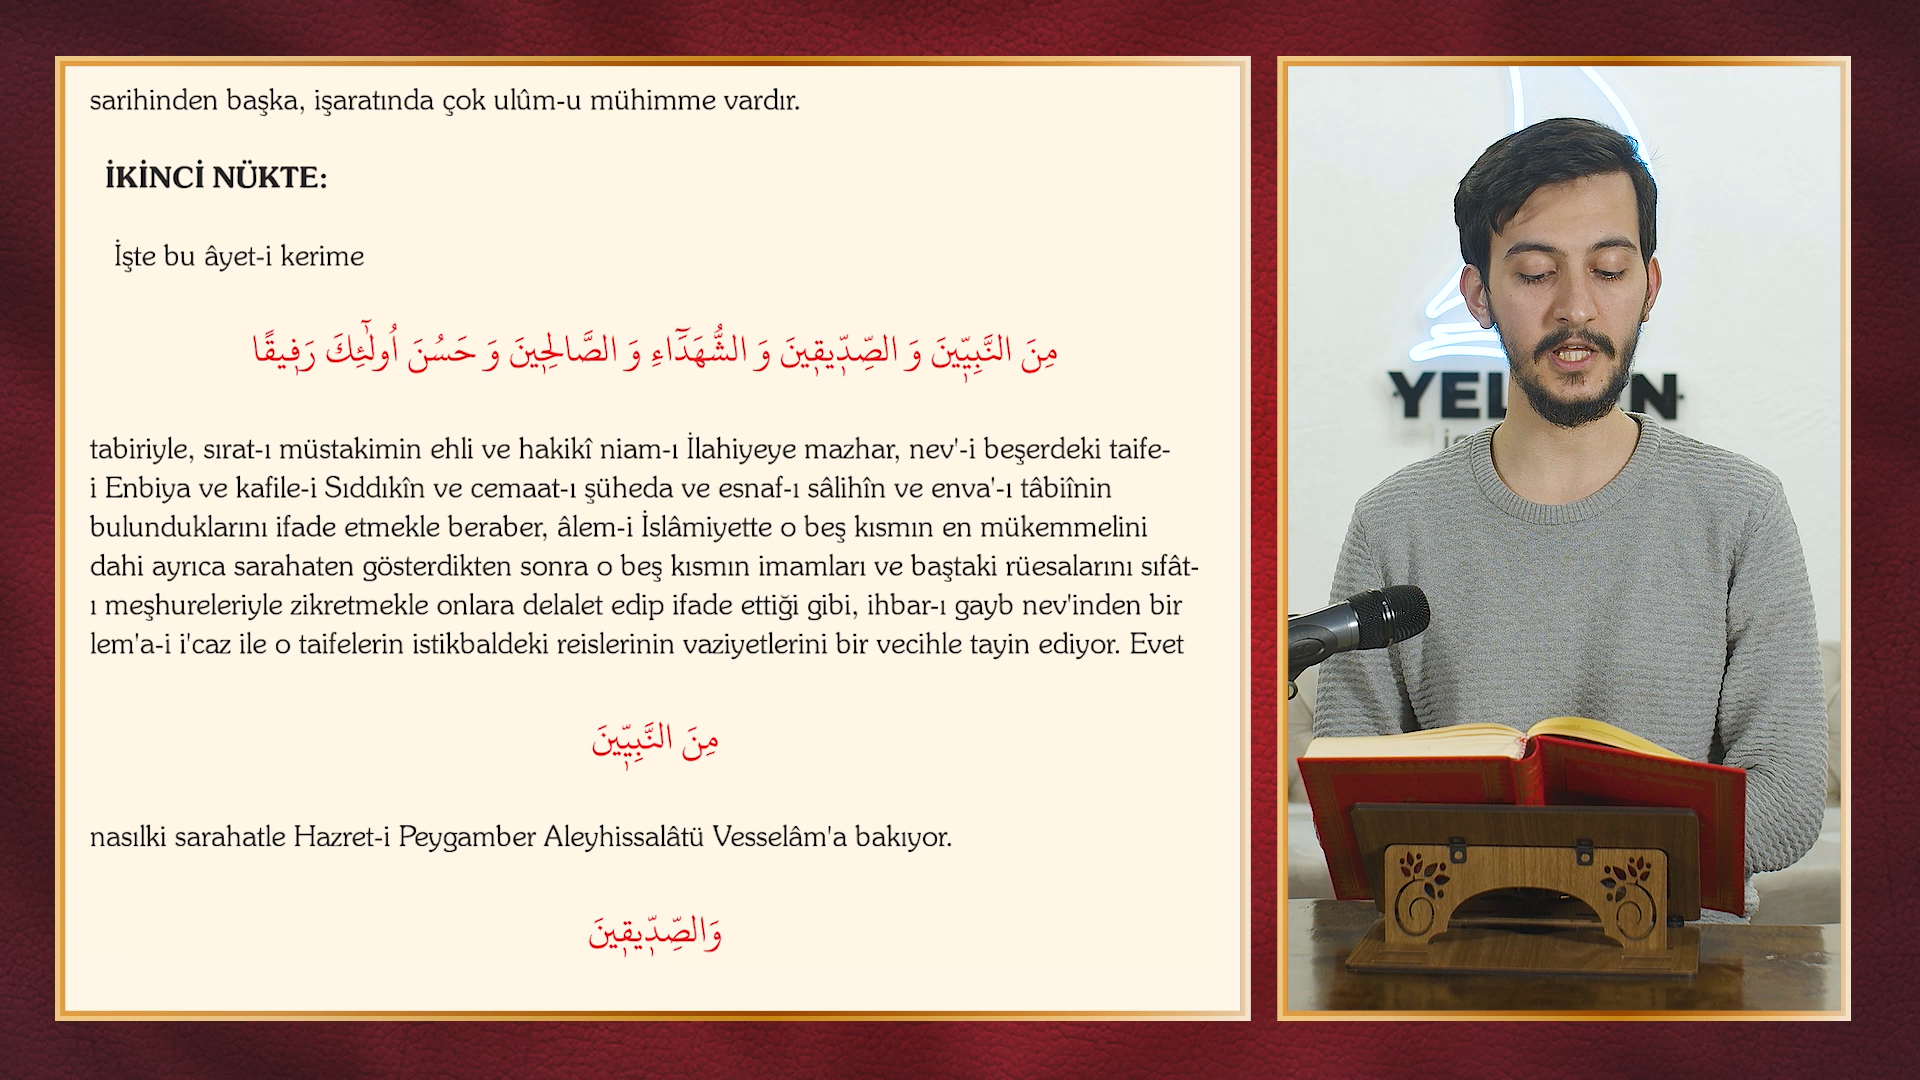 sarihinden başka, işaratında çok ulûm-u mühimme vardır.
İKİNCİ NÜKTE:
İşte bu âyet-i kerime
مِنَ النَّبِيّٖينَ وَ الصِّدّٖيقٖينَ وَ الشُّهَدَٓاءِ وَ الصَّالِحٖينَ وَ حَسُنَ اُولٰٓئِكَ رَفٖيقًا
tabiriyle, sırat-ı müstakimin ehli ve hakikî niam-ı İlahiyeye mazhar, nev'-i beşerdeki taife-
i Enbiya ve kafile-i Sıddıkîn ve cemaat-ı şüheda ve esnaf-ı sâlihîn ve enva'-ı tâbiînin
bulunduklarını ifade etmekle beraber, âlem-i İslâmiyette o beş kısmın en mükemmelini
dahi ayrıca sarahaten gösterdikten sonra o beş kısmın imamları ve baştaki rüesalarını sıfât-
ı meşhureleriyle zikretmekle onlara delalet edip ifade ettiği gibi, ihbar-ı gayb nev'inden bir
lem'a-i i'caz ile o taifelerin istikbaldeki reislerinin vaziyetlerini bir vecihle tayin ediyor. Evet
مِنَ النَّبِيّٖينَ
nasılki sarahatle Hazret-i Peygamber Aleyhissalâtü Vesselâm'a bakıyor.
وَالصِّدّٖيقٖينَ